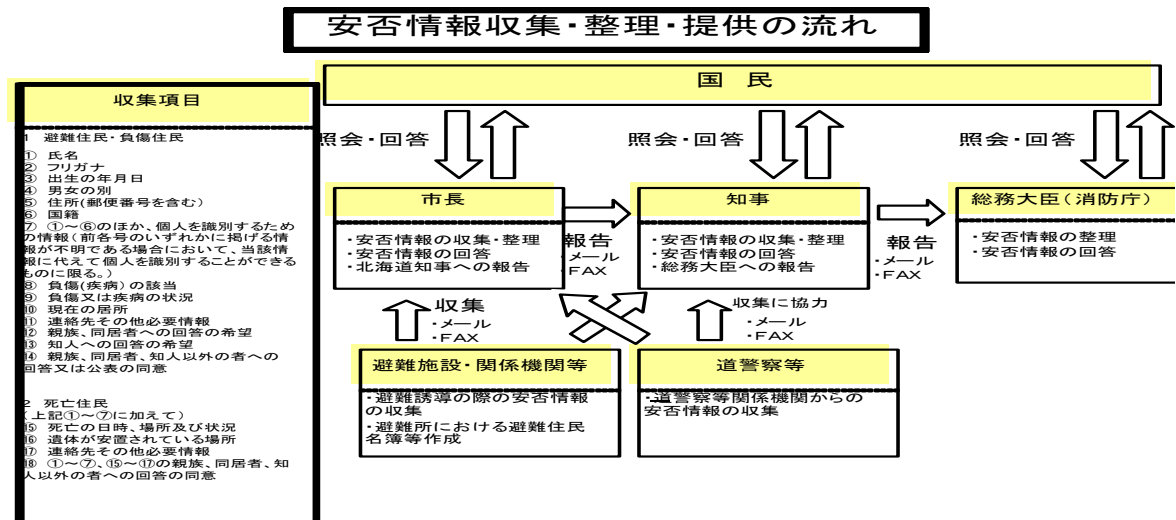 安否情報収集・整理・提供の流れ
収集項目
1 避難住民・負傷住民
① 氏名
② フリガナ
③ 出生の年月日
④ 男女の別
⑤ 住所(郵便番号を含む)
⑥ 国籍
⑦ ①～⑥のほか、個人を識別するため
の情報(前各号のいずれかに掲げる情
報が不明である場合において、当該情
報に代えて個人を識別することができる
ものに限る。)
⑧ 負傷(疾病)の該当
⑨ 負傷又は疾病の状況
⑩ 現在の居所
⑪ 連絡先その他必要情報
⑫ 親族、同居者への回答の希望
⑬ 知人への回答の希望
⑭ 親族、同居者、知人以外の者への
回答又は公表の同意
2 死亡住民
(上記①～⑦に加えて)
⑮ 死亡の日時、場所及び状況
⑯ 遺体が安置されている場所
⑰ 連絡先その他必要情報
⑱ ①～⑦、⑮～⑰の親族、同居者、知
人以外の者への回答の同意
国 民
照会・回答
照会・回答
照会・回答
市長
・安否情報の収集・整理
・安否情報の回答
・北海道知事への報告
報告
・メール
・FAX
知事
・安否情報の収集・整理
・安否情報の回答
・総務大臣への報告
報告
・メール
・FAX
総務大臣(消防庁)
・安否情報の整理
・安否情報の回答
収集
・メール
・FAX
収集に協力
・メール
・FAX
避難施設・関係機関等
・避難誘導の際の安否情報
の収集
・避難所における避難住民
名簿等作成
道警察等
・道警察等関係機関からの
安否情報の収集